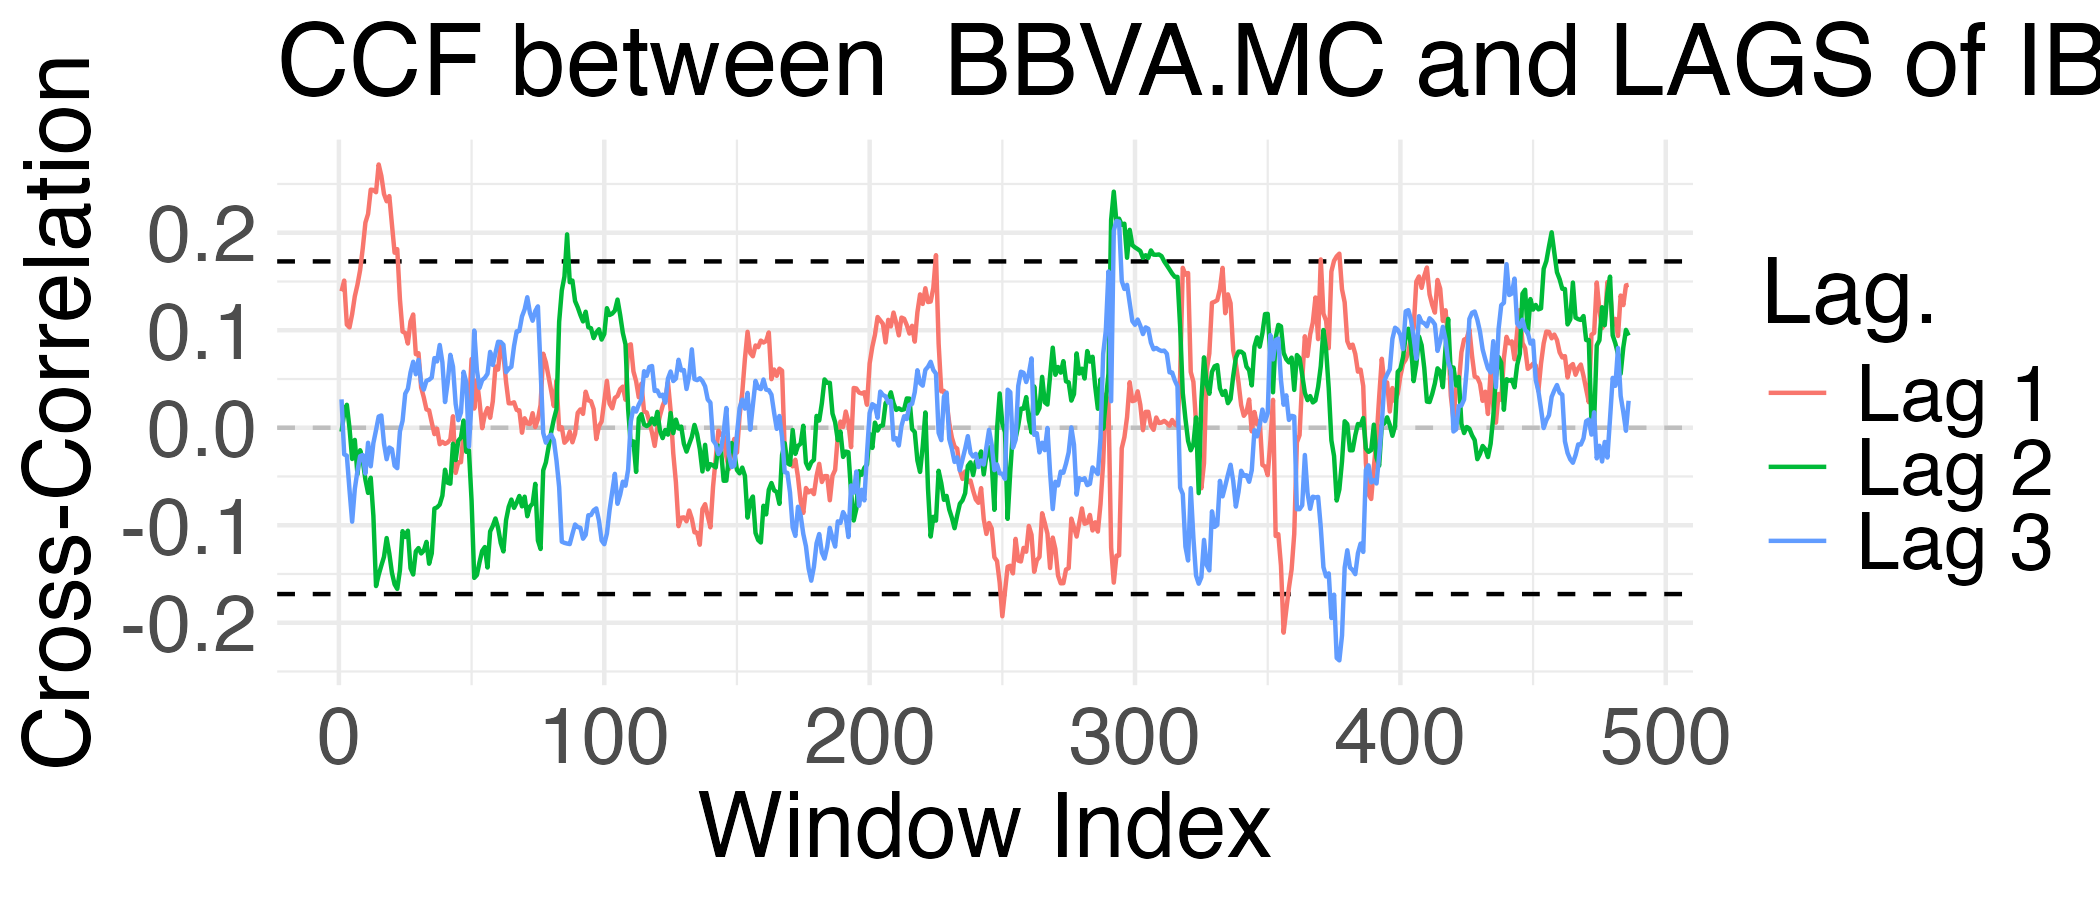 CCF between  BBVA.MC and LAGS of IB
Cross-Correlation
0.2
0.1
0.0
-0.1
-0.2
0
100
200
300
400
500
Window Index
Lag.
Lag 1
Lag 2
Lag 3